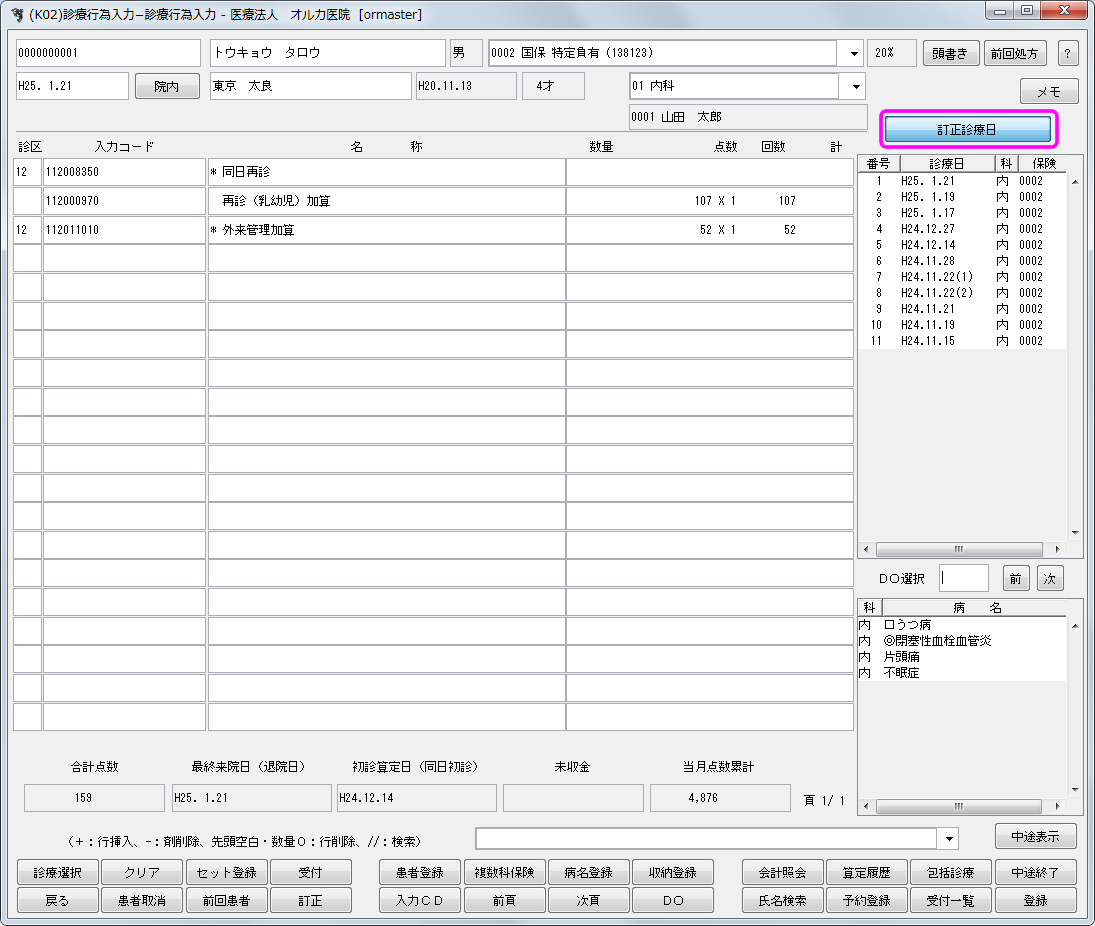 (K02)診療行為入力－診療行為入力 - 医療法人　オルカ医院 [ormaster]
0000000001 トウキョウ　タロウ 男 0002 国保 特定負有 (138123) 20% 頭書き 前回処方 ?
H25. 1.21 院内 東京　太良 H20.11.13 4才 01 内科 メモ
0001 山田　太郎
訂正診療日
診区 入力コード 名　　称 数量 点数 回数 計
12 112008350 * 同日再診
112000970 再診（乳幼児）加算 107 X 1 107
12 112011010 * 外来管理加算 52 X 1 52
番号 診療日 科 保険
1 H25. 1.21 内 0002
2 H25. 1.19 内 0002
3 H25. 1.17 内 0002
4 H24.12.27 内 0002
5 H24.12.14 内 0002
6 H24.11.28 内 0002
7 H24.11.22(1) 内 0002
8 H24.11.22(2) 内 0002
9 H24.11.21 内 0002
10 H24.11.19 内 0002
11 H24.11.15 内 0002
ＤＯ選択 前 次
科 病　　名
内 口うつ病
内 ◎閉塞性血栓血管炎
内 片頭痛
内 不眠症
合計点数 最終来院日（退院日） 初診算定日（同日初診） 未収金 当月点数累計
159 H25. 1.21 H24.12.14 4,876 頁 1/ 1
（＋：行挿入、－：剤削除、先頭空白・数量０：行削除、//：検索） 中途表示
診療選択 クリア セット登録 受付 患者登録 複数科保険 病名登録 収納登録 会計照会 算定履歴 包括診療 中途終了
戻る 患者取消 前回患者 訂正 入力ＣＤ 前頁 次頁 ＤＯ 氏名検索 予約登録 受付一覧 登録